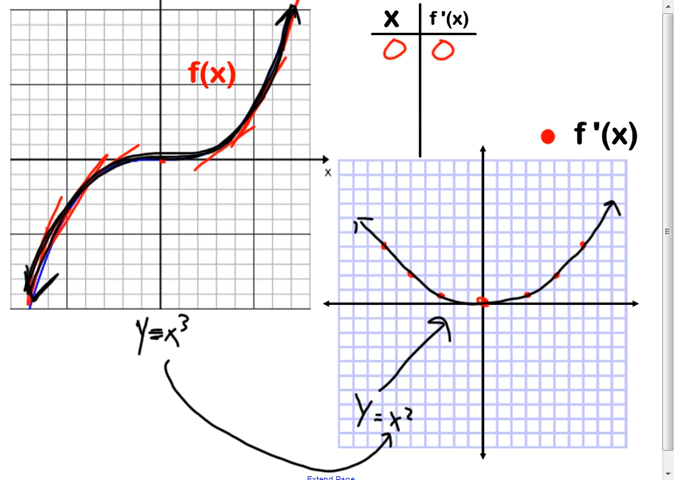 x f'(x)
0 0
f(x)
f'(x)
x
y=x³
y=x²
Extend Page